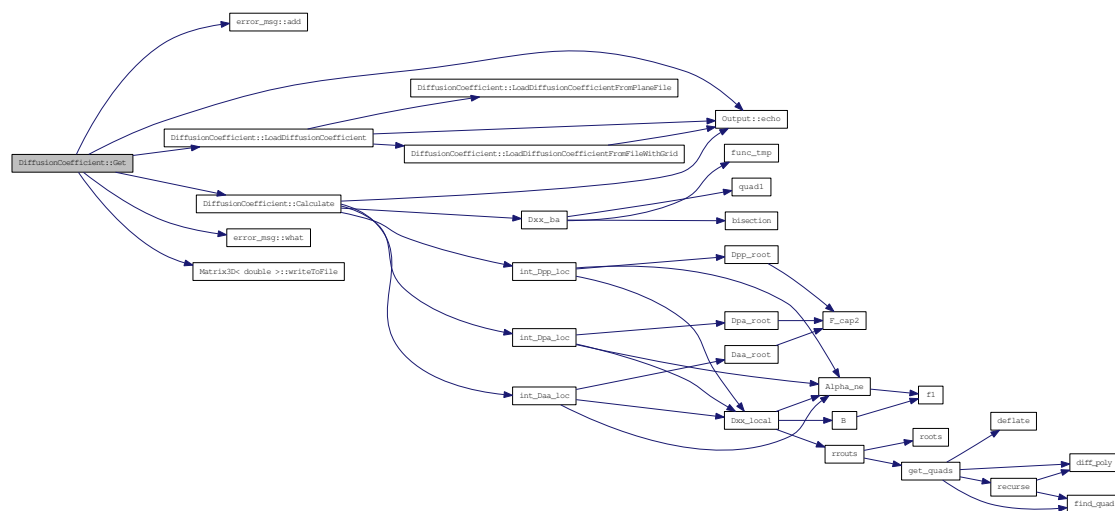 error_msg::add
DiffusionCoefficient::LoadDiffusionCoefficientFromPlaneFile
Output::echo
DiffusionCoefficient::LoadDiffusionCoefficient
DiffusionCoefficient::LoadDiffusionCoefficientFromFileWithGrid
func_tmp
DiffusionCoefficient::Get
quad1
DiffusionCoefficient::Calculate
Dxx_ba
bisection
error_msg::what
Dpp_root
int_Dpp_loc
Matrix3D< double >::writeToFile
Dpa_root
F_cap2
int_Dpa_loc
Daa_root
Alpha_ne
int_Daa_loc
f1
Dxx_local
B
deflate
roots
rrouts
diff_poly
get_quads
recurse
find_quad